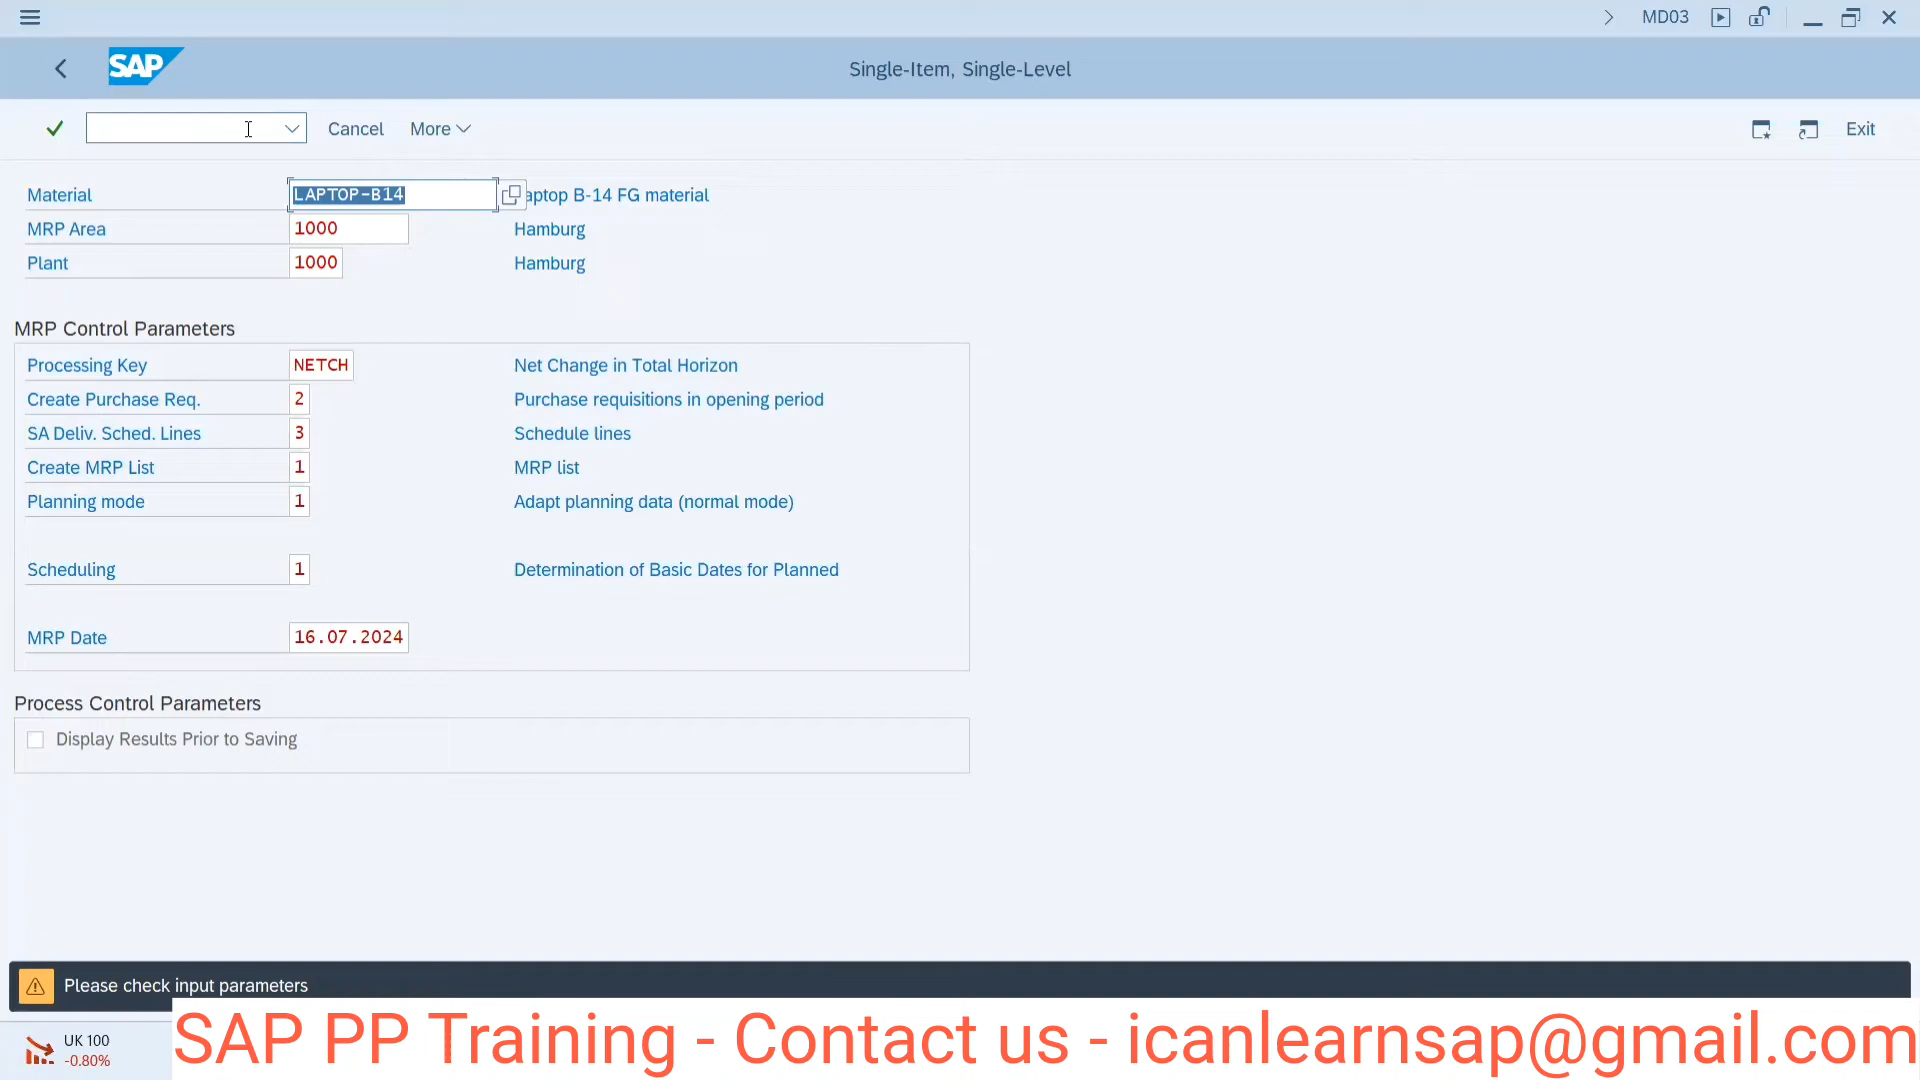 MD03
SAP
Single-Item, Single-Level
Cancel
More
Exit
Material
LAPTOP-B14
aptop B-14 FG material
MRP Area
1000
Hamburg
Plant
1000
Hamburg
MRP Control Parameters
Processing Key
NETCH
Net Change in Total Horizon
Create Purchase Req.
2
Purchase requisitions in opening period
SA Deliv. Sched. Lines
3
Schedule lines
Create MRP List
1
MRP list
Planning mode
1
Adapt planning data (normal mode)
Scheduling
1
Determination of Basic Dates for Planned
MRP Date
16.07.2024
Process Control Parameters
Display Results Prior to Saving
Please check input parameters
UK 100
-0.80%
SAP PP Training - Contact us - icanlearnsap@gmail.com